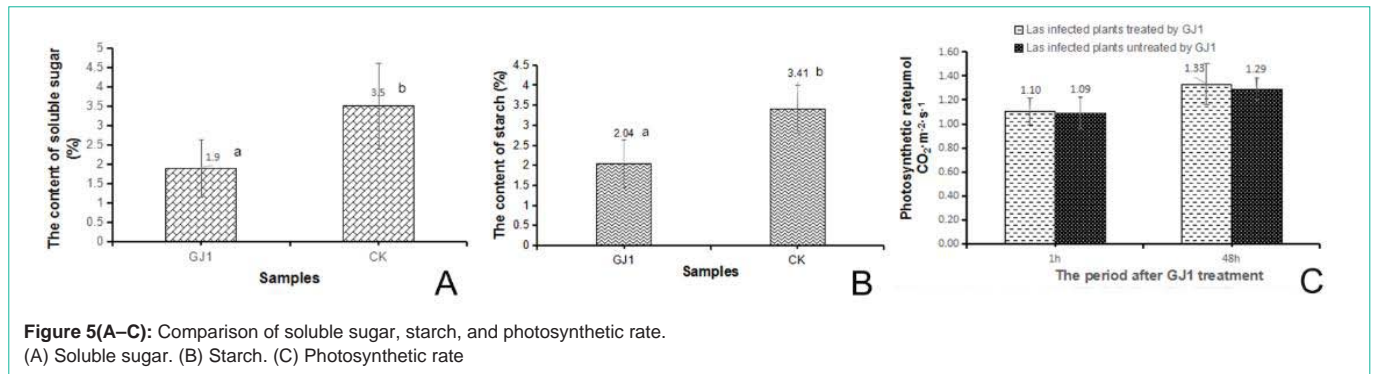 The content of soluble sugar
(%)
5
4.5
4
3.5
3
2.5
2
1.5
1
0.5
0
1.9
a
3.5
b
GJ1
CK
Samples
A
The content of starch (%)
4.5
4
3.5
3
2.5
2
1.5
1
0.5
0
2.04
a
3.41
b
GJ1
CK
Samples
B
Las infected plants treated by GJ1
Las infected plants untreated by GJ1
Photosynthetic rateµmol
CO₂·m⁻²·s⁻¹
1.60
1.40
1.20
1.00
0.80
0.60
0.40
0.20
0.00
1.10
1.09
1.33
1.29
1h
48h
The period after GJ1 treatment
C
Figure 5(A–C): Comparison of soluble sugar, starch, and photosynthetic rate.
(A) Soluble sugar. (B) Starch. (C) Photosynthetic rate